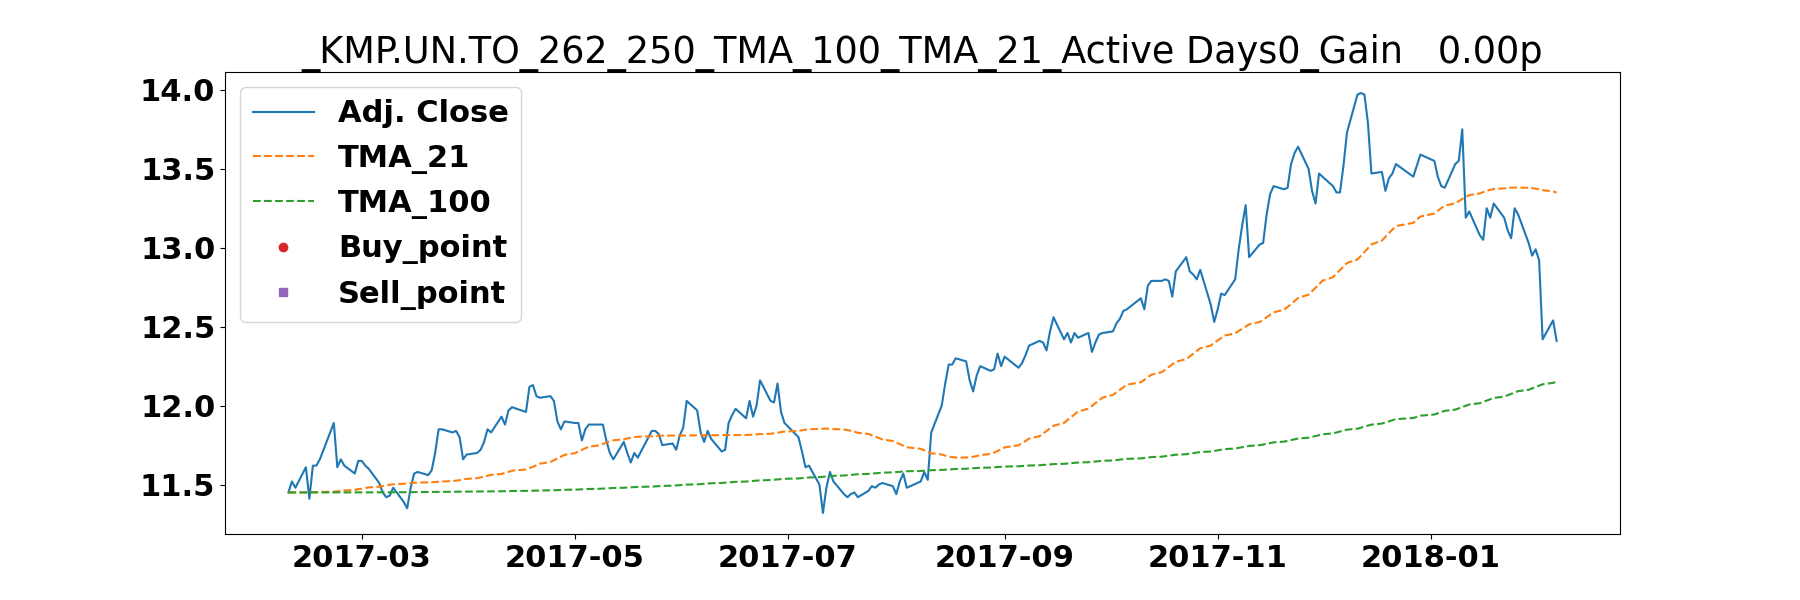 _KMP.UN.TO_262_250_TMA_100_TMA_21_Active Days0_Gain   0.00p
14.0
13.5
13.0
12.5
12.0
11.5
Adj. Close
TMA_21
TMA_100
Buy_point
Sell_point
2017-03 2017-05 2017-07 2017-09 2017-11 2018-01